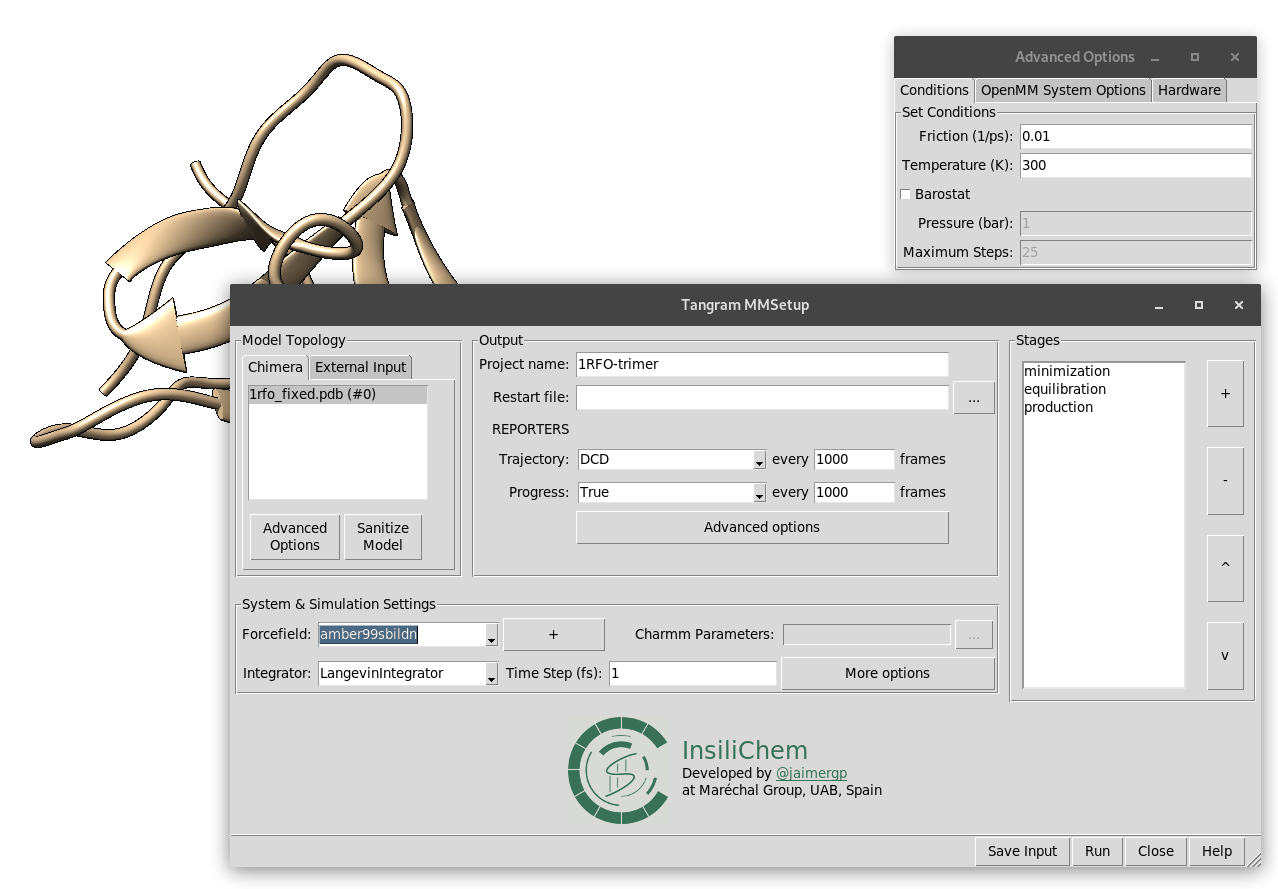 Advanced Options
Conditions OpenMM System Options Hardware
Set Conditions
Friction (1/ps): 0.01
Temperature (K): 300
Barostat
Pressure (bar): 1
Maximum Steps: 25
Tangram MMSetup
Model Topology
Chimera External Input
1rfo_fixed.pdb (#0)
Advanced
Options
Sanitize
Model
Output
Project name: 1RFO-trimer
Restart file: ...
REPORTERS
Trajectory: DCD every 1000 frames
Progress: True every 1000 frames
Advanced options
Stages
minimization
equilibration
production
+
-
^
v
System & Simulation Settings
Forcefield: amber99sbildn + Charmm Parameters: ...
Integrator: LangevinIntegrator Time Step (fs): 1 More options
InsiliChem
Developed by @jaimergp
at Maréchal Group, UAB, Spain
Save Input Run Close Help